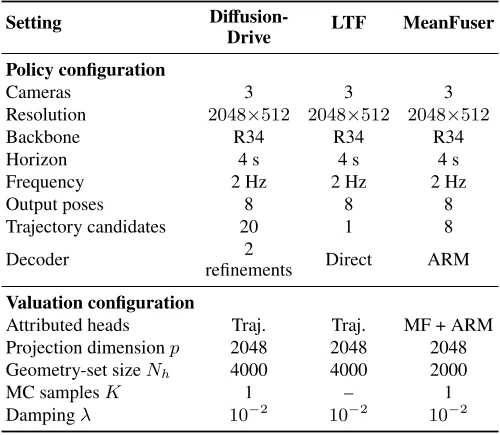 Setting Diffusion-Drive LTF MeanFuser
Policy configuration
Cameras 3 3 3
Resolution 2048×512 2048×512 2048×512
Backbone R34 R34 R34
Horizon 4 s 4 s 4 s
Frequency 2 Hz 2 Hz 2 Hz
Output poses 8 8 8
Trajectory candidates 20 1 8
Decoder 2 refinements Direct ARM
Valuation configuration
Attributed heads Traj. Traj. MF + ARM
Projection dimension p 2048 2048 2048
Geometry-set size N_h 4000 4000 2000
MC samples K 1 – 1
Damping λ 10⁻² 10⁻² 10⁻²